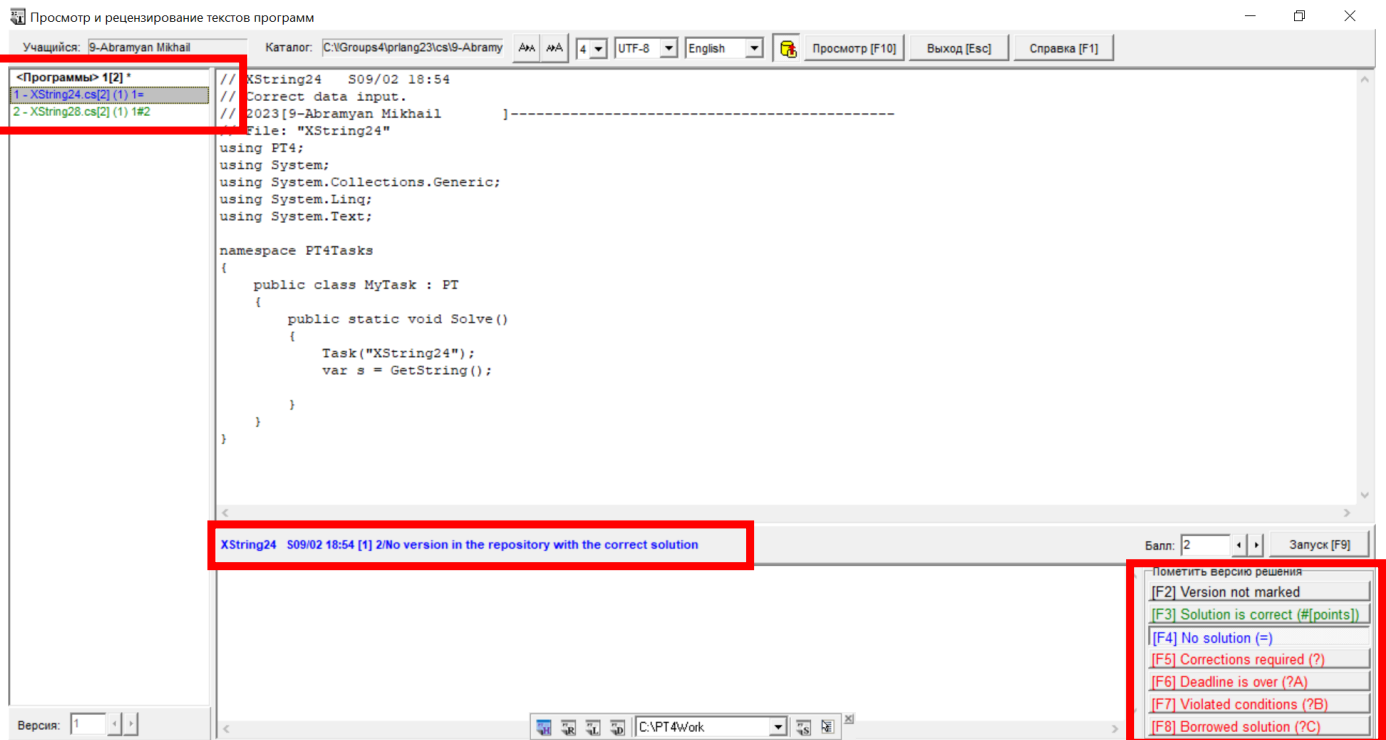 Просмотр и рецензирование текстов программ
Учащийся: 9-Abramyan Mikhail Каталог: C:\!Groups4\prlang23\cs\9-Abramy 4 UTF-8 English Просмотр [F10] Выход [Esc] Справка [F1]
<Программы> 1[2] *
1 - XString24.cs[2] (1) 1=
2 - XString28.cs[2] (1) 1#2
// XString24 S09/02 18:54
// Correct data input.
// 2023[9-Abramyan Mikhail ]---------------------------------------------
// File: "XString24"
using PT4;
using System;
using System.Collections.Generic;
using System.Linq;
using System.Text;
namespace PT4Tasks
{
public class MyTask : PT
{
public static void Solve()
{
Task("XString24");
var s = GetString();
}
}
}
XString24 S09/02 18:54 [1] 2/No version in the repository with the correct solution
Балл: 2 Запуск [F9]
Пометить версию решения
[F2] Version not marked
[F3] Solution is correct (#[points])
[F4] No solution (=)
[F5] Corrections required (?)
[F6] Deadline is over (?A)
[F7] Violated conditions (?B)
[F8] Borrowed solution (?C)
Версия: 1
C:\PT4Work